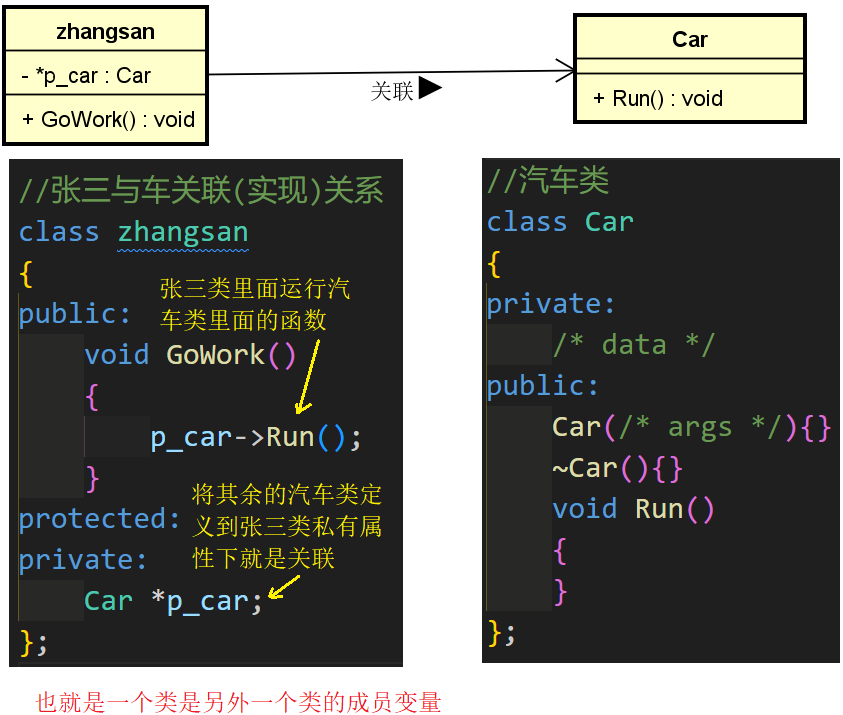 zhangsan
- *p_car : Car
+ GoWork() : void
关联▶
Car
+ Run() : void
//张三与车关联(实现)关系
class zhangsan
{
public:
void GoWork()
{
p_car->Run();
}
protected:
private:
Car *p_car;
};
张三类里面运行汽
车类里面的函数
将其余的汽车类定
义到张三类私有属
性下就是关联
//汽车类
class Car
{
private:
/* data */
public:
Car(/* args */){}
~Car(){}
void Run()
{
}
};
也就是一个类是另外一个类的成员变量